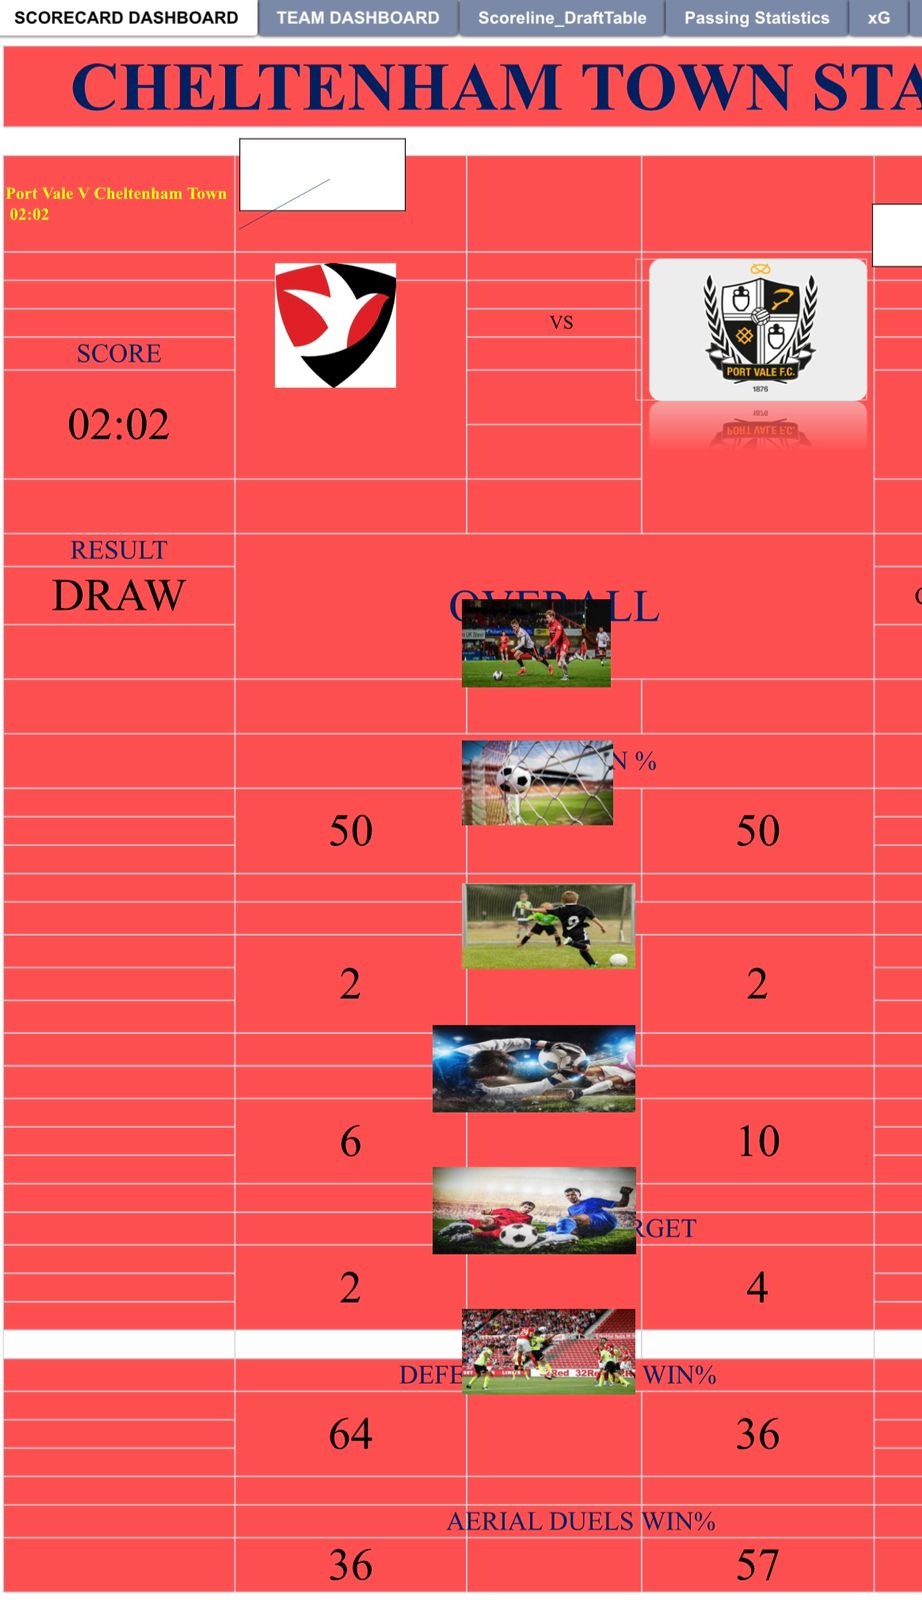 SCORECARD DASHBOARD TEAM DASHBOARD Scoreline_DraftTable Passing Statistics xG
CHELTENHAM TOWN STA
Port Vale V Cheltenham Town
02:02
VS
PORT VALE F.C.
1876
SCORE
02:02
RESULT
DRAW
OVERALL
N %
50 50
2 2
6 10
RGET
2 4
DEFE WIN%
64 36
AERIAL DUELS WIN%
36 57